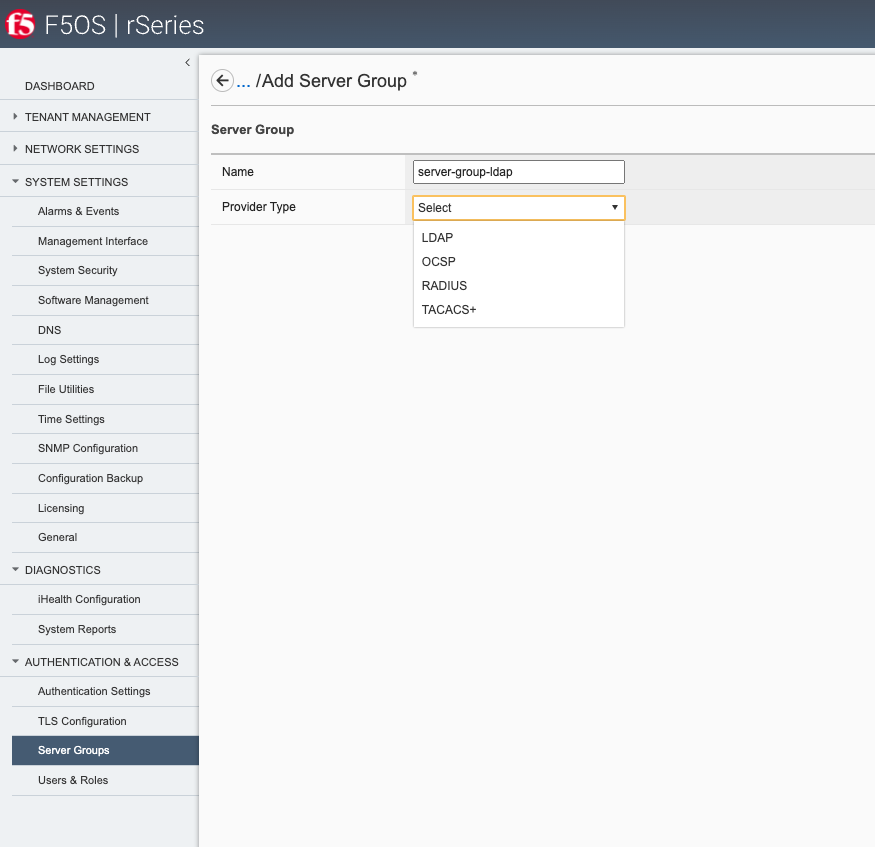 f5 F5OS | rSeries
DASHBOARD
TENANT MANAGEMENT
NETWORK SETTINGS
SYSTEM SETTINGS
Alarms & Events
Management Interface
System Security
Software Management
DNS
Log Settings
File Utilities
Time Settings
SNMP Configuration
Configuration Backup
Licensing
General
DIAGNOSTICS
iHealth Configuration
System Reports
AUTHENTICATION & ACCESS
Authentication Settings
TLS Configuration
Server Groups
Users & Roles
... /Add Server Group *
Server Group
Name server-group-ldap
Provider Type Select
LDAP
OCSP
RADIUS
TACACS+